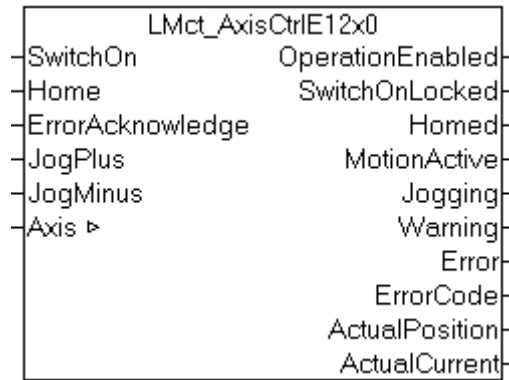 LMct_AxisCtrlE12x0
SwitchOn OperationEnabled
Home SwitchOnLocked
ErrorAcknowledge Homed
JogPlus MotionActive
JogMinus Jogging
Axis ▹ Warning
Error
ErrorCode
ActualPosition
ActualCurrent